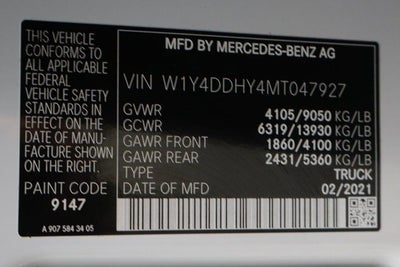 THIS VEHICLE
CONFORMS TO
ALL APPLICABLE
FEDERAL MOTOR
VEHICLE SAFETY
STANDARDS IN
EFFECT ON THE
DATE OF MANU-
FACTURE SHOWN
ON THE RIGHT.
PAINT CODE
9147
A 907 584 34 05
MFD BY MERCEDES-BENZ AG
VIN W1Y4DDHY4MT047927
GVWR 4105/9050 KG/LB
GCWR 6319/13930 KG/LB
GAWR FRONT 1860/4100 KG/LB
GAWR REAR 2431/5360 KG/LB
TYPE TRUCK
DATE OF MFD 02/2021